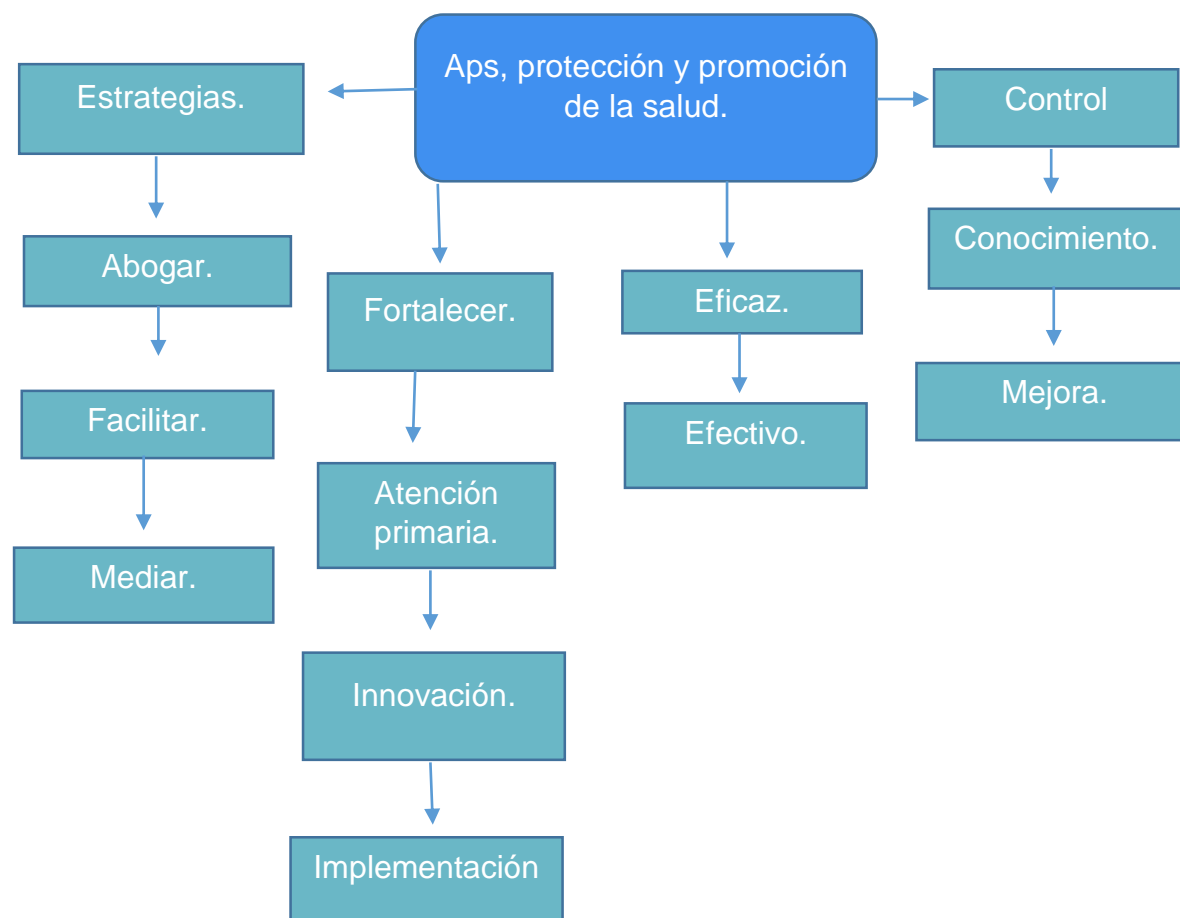 Aps, protección y promoción
de la salud.
Estrategias.
Control
Abogar.
Conocimiento.
Fortalecer.
Eficaz.
Facilitar.
Mejora.
Efectivo.
Atención
primaria.
Mediar.
Innovación.
Implementación